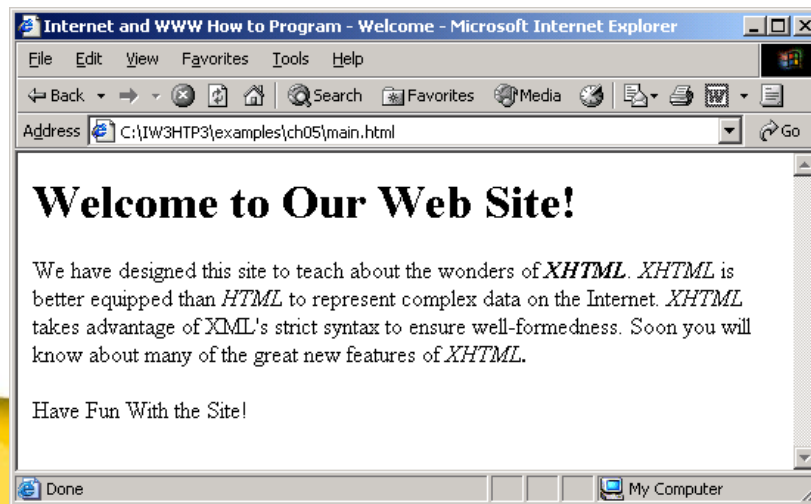 Internet and WWW How to Program - Welcome - Microsoft Internet Explorer
File Edit View Favorites Tools Help
Back Search Favorites Media
Address C:\IW3HTP3\examples\ch05\main.html Go
Welcome to Our Web Site!
We have designed this site to teach about the wonders of XHTML. XHTML is
better equipped than HTML to represent complex data on the Internet. XHTML
takes advantage of XML's strict syntax to ensure well-formedness. Soon you will
know about many of the great new features of XHTML.
Have Fun With the Site!
Done My Computer